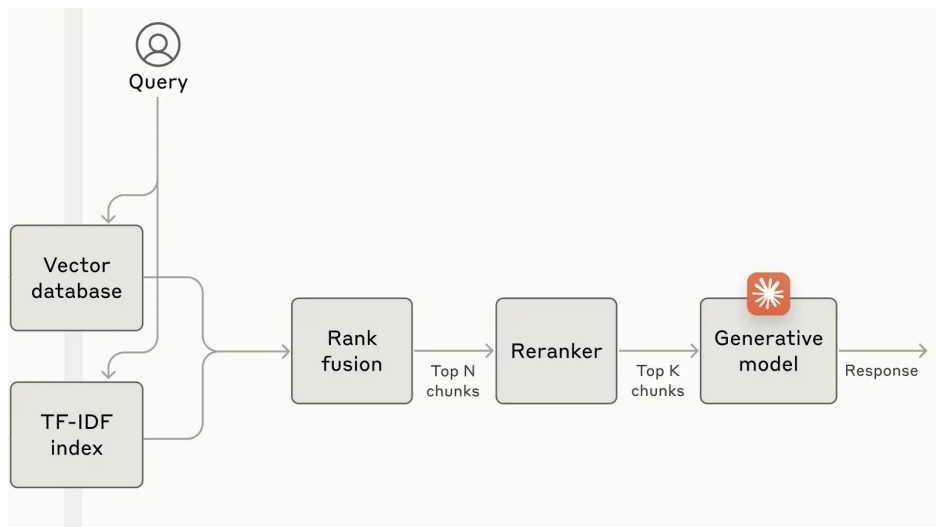 Query
Vector
database
TF-IDF
index
Rank
fusion
Top N
chunks
Reranker
Top K
chunks
Generative
model
Response